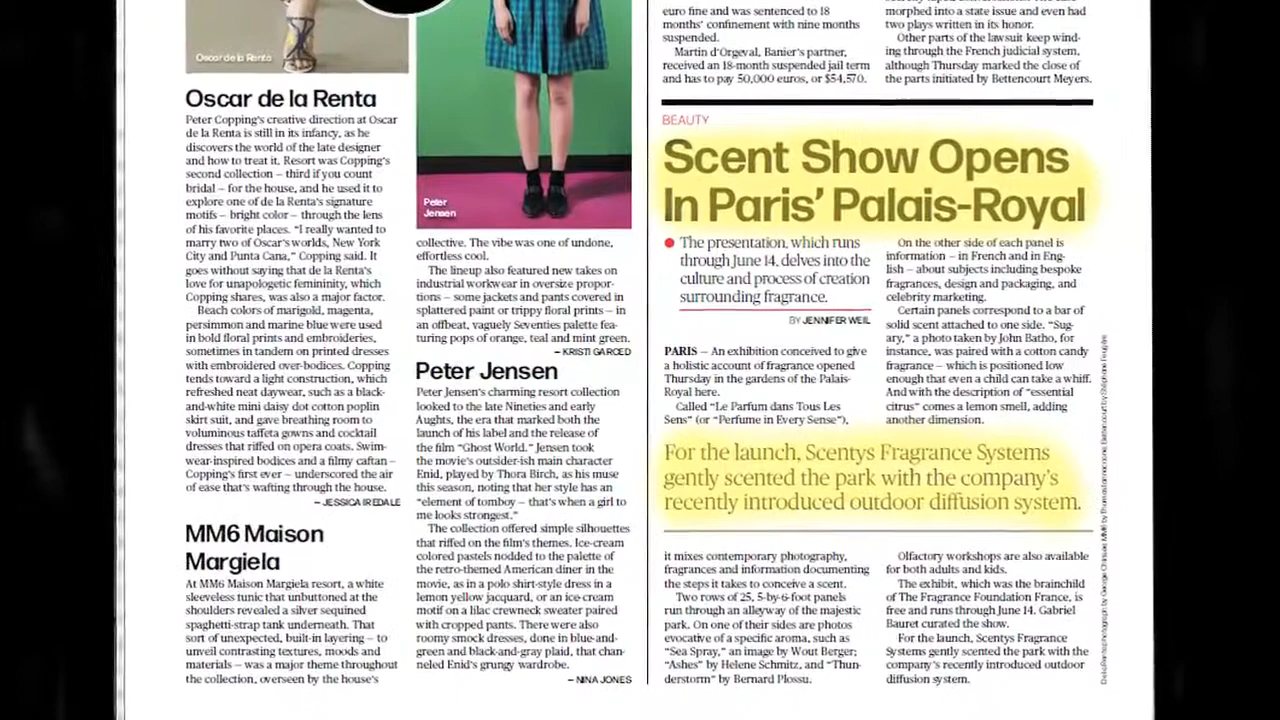 Oscar de la Renta
Oscar de la Renta
Peter Copping's creative direction at Oscar
de la Renta is still in its infancy, as he
discovers the world of the late designer
and how to treat it. Resort was Copping's
second collection – third if you count
bridal – for the house, and he used it to
explore one of de la Renta's signature
motifs – bright color – through the lens
of his favorite places. "I really wanted to
marry two of Oscar's worlds, New York
City and Punta Cana," Copping said. It
goes without saying that de la Renta's
love for unapologetic femininity, which
Copping shares, was also a major factor.
Beach colors of marigold, magenta,
persimmon and marine blue were used
in bold floral prints and embroideries,
sometimes in tandem on printed dresses
with embroidered over-bodices. Copping
tends toward a light construction, which
refreshed neat daywear, such as a black-
and-white mini daisy dot cotton poplin
skirt suit, and gave breathing room to
voluminous taffeta gowns and cocktail
dresses that riffed on opera coats. Swim-
wear-inspired bodices and a filmy caftan –
Copping's first ever – underscored the air
of ease that's wafting through the house.
– JESSICA IREDALE
MM6 Maison
Margiela
At MM6 Maison Margiela resort, a white
sleeveless tunic that unbuttoned at the
shoulders revealed a silver sequined
spaghetti-strap tank underneath. That
sort of unexpected, built-in layering – to
unveil contrasting textures, moods and
materials – was a major theme throughout
the collection, overseen by the house's
Peter
Jensen
collective. The vibe was one of undone,
effortless cool.
The lineup also featured new takes on
industrial workwear in oversize propor-
tions – some jackets and pants covered in
splattered paint or trippy floral prints – in
an offbeat, vaguely Seventies palette fea-
turing pops of orange, teal and mint green.
– KRISTI GARCED
Peter Jensen
Peter Jensen's charming resort collection
looked to the late Nineties and early
Aughts, the era that marked both the
launch of his label and the release of
the film "Ghost World." Jensen took
the movie's outsider-ish main character
Enid, played by Thora Birch, as his muse
this season, noting that her style has an
"element of tomboy – that's when a girl to
me looks strongest."
The collection offered simple silhouettes
that riffed on the film's themes. Ice-cream
colored pastels nodded to the palette of
the retro-themed American diner in the
movie, as in a polo shirt-style dress in a
lemon yellow jacquard, or an ice cream
motif on a lilac crewneck sweater paired
with cropped pants. There were also
roomy smock dresses, done in blue-and-
green and black-and-gray plaid, that chan-
neled Enid's grungy wardrobe.
– NINA JONES
euro fine and was sentenced to 18
months' confinement with nine months
suspended.
Martin d'Orgeval, Banier's partner,
received an 18-month suspended jail term
and has to pay 50,000 euros, or $54,570.
morphed into a state issue and even had
two plays written in its honor.
Other parts of the lawsuit keep wind-
ing through the French judicial system,
although Thursday marked the close of
the parts initiated by Bettencourt Meyers.
BEAUTY
Scent Show Opens
In Paris' Palais-Royal
The presentation, which runs
through June 14, delves into the
culture and process of creation
surrounding fragrance.
BY JENNIFER WEIL
PARIS – An exhibition conceived to give
a holistic account of fragrance opened
Thursday in the gardens of the Palais-
Royal here.
Called "Le Parfum dans Tous Les
Sens" (or "Perfume in Every Sense"),
On the other side of each panel is
information – in French and in Eng-
lish – about subjects including bespoke
fragrances, design and packaging, and
celebrity marketing.
Certain panels correspond to a bar of
solid scent attached to one side. "Sug-
ary," a photo taken by John Batho, for
instance, was paired with a cotton candy
fragrance – which is positioned low
enough that even a child can take a whiff.
And with the description of "essential
citrus" comes a lemon smell, adding
another dimension.
For the launch, Scentys Fragrance Systems
gently scented the park with the company's
recently introduced outdoor diffusion system.
it mixes contemporary photography,
fragrances and information documenting
the steps it takes to conceive a scent.
Two rows of 25, 5-by-6-foot panels
run through an alleyway of the majestic
park. On one of their sides are photos
evocative of a specific aroma, such as
"Sea Spray," an image by Wout Berger;
"Ashes" by Helene Schmitz, and "Thun-
derstorm" by Bernard Plossu.
Olfactory workshops are also available
for both adults and kids.
The exhibit, which was the brainchild
of The Fragrance Foundation France, is
free and runs through June 14. Gabriel
Bauret curated the show.
For the launch, Scentys Fragrance
Systems gently scented the park with the
company's recently introduced outdoor
diffusion system.